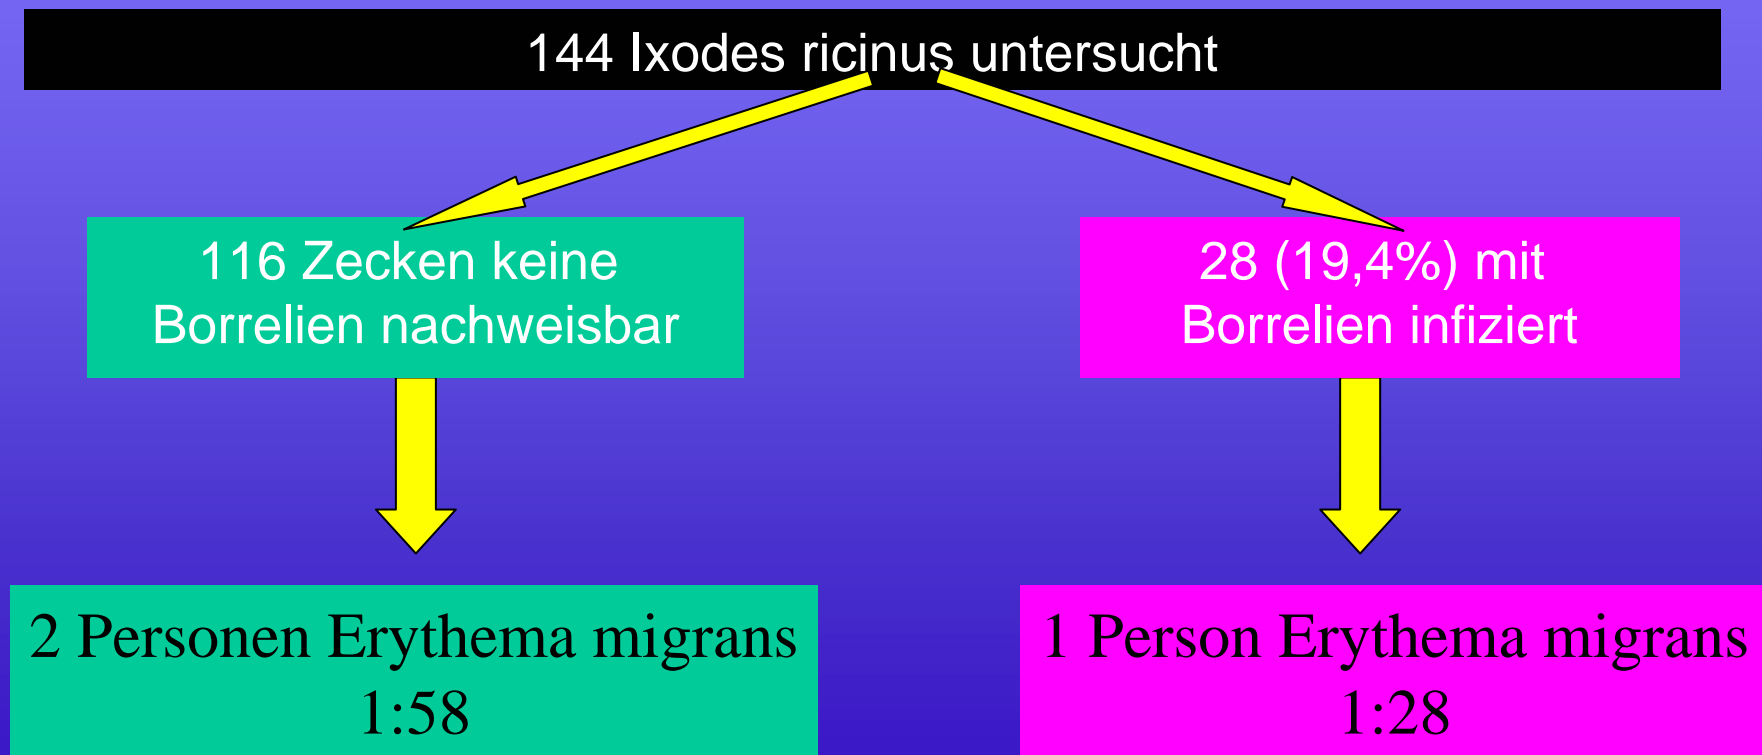 144 Ixodes ricinus untersucht
116 Zecken keine
Borrelien nachweisbar
28 (19,4%) mit
Borrelien infiziert
2 Personen Erythema migrans
1:58
1 Person Erythema migrans
1:28